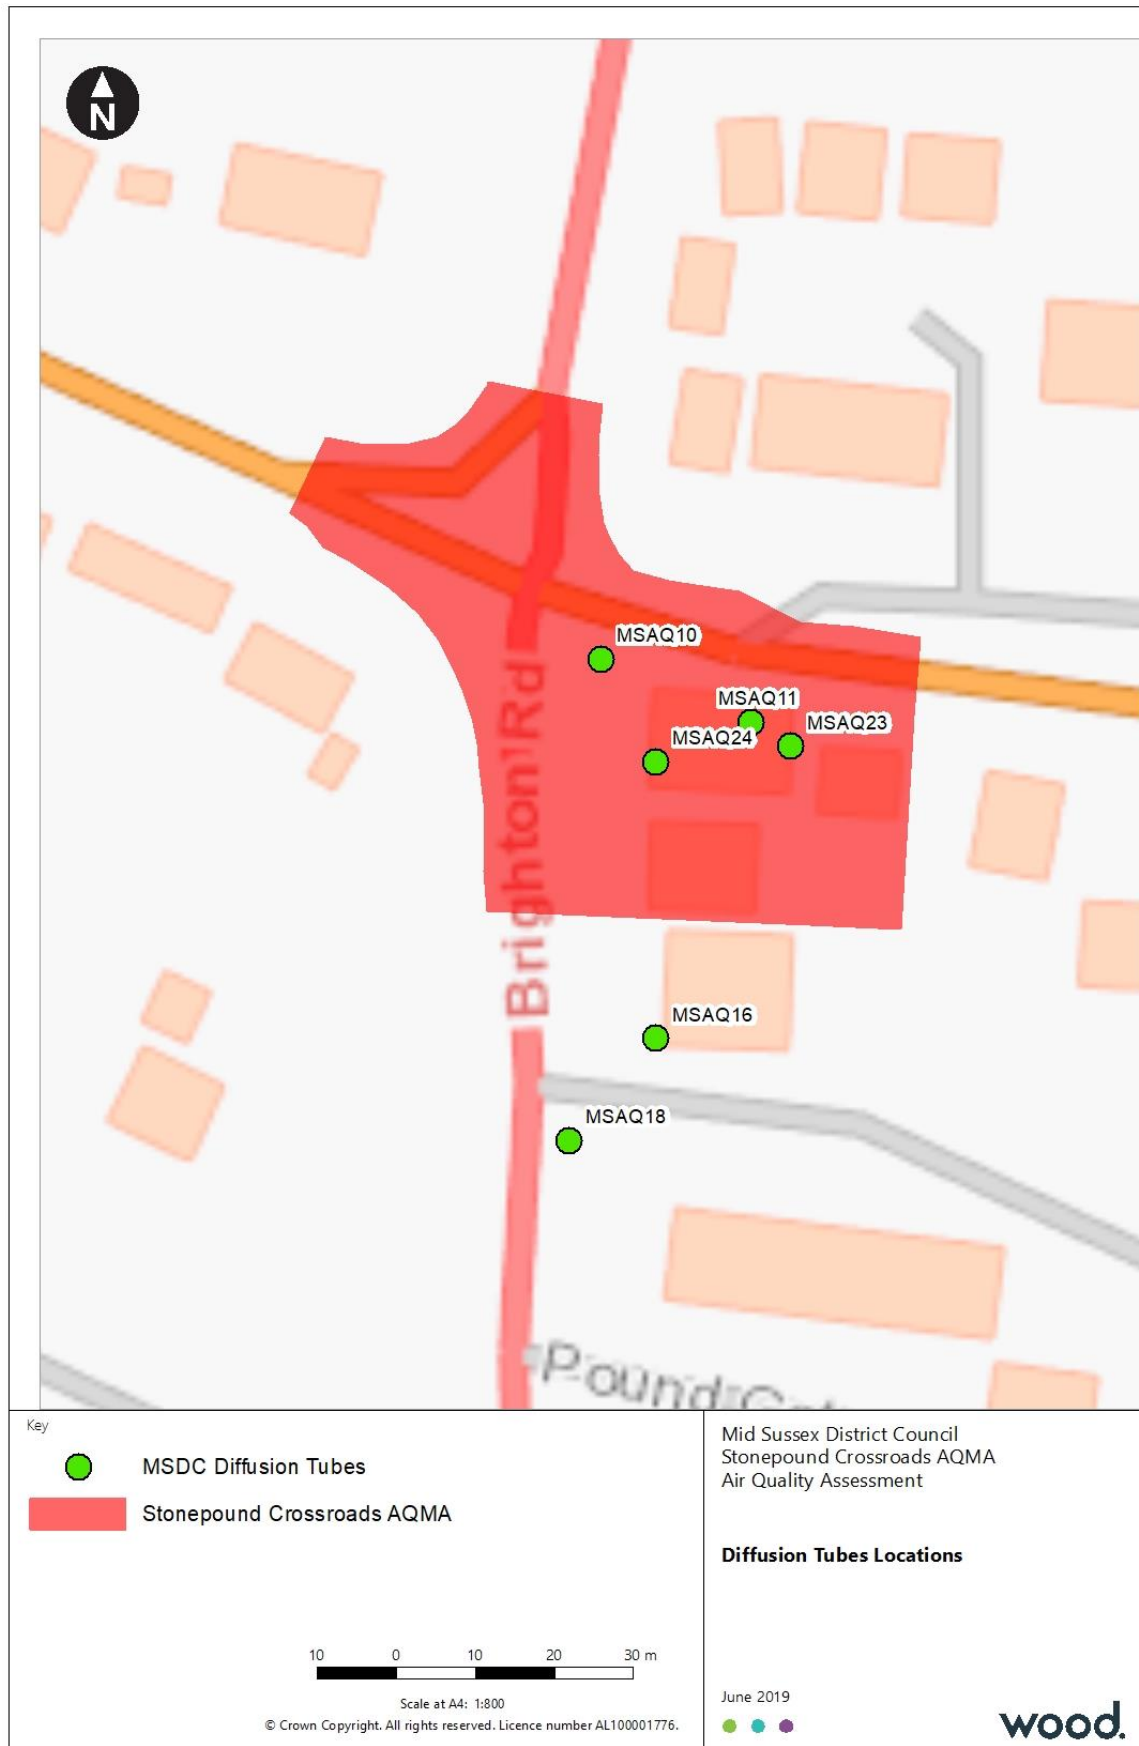 N
MSAQ10
MSAQ11
MSAQ23
MSAQ24
Brighton Rd
MSAQ16
MSAQ18
Key
MSDC Diffusion Tubes
Stonepound Crossroads AQMA
10 0 10 20 30 m
Scale at A4: 1:800
© Crown Copyright. All rights reserved. Licence number AL100001776.
Mid Sussex District Council
Stonepound Crossroads AQMA
Air Quality Assessment
Diffusion Tubes Locations
June 2019
wood.